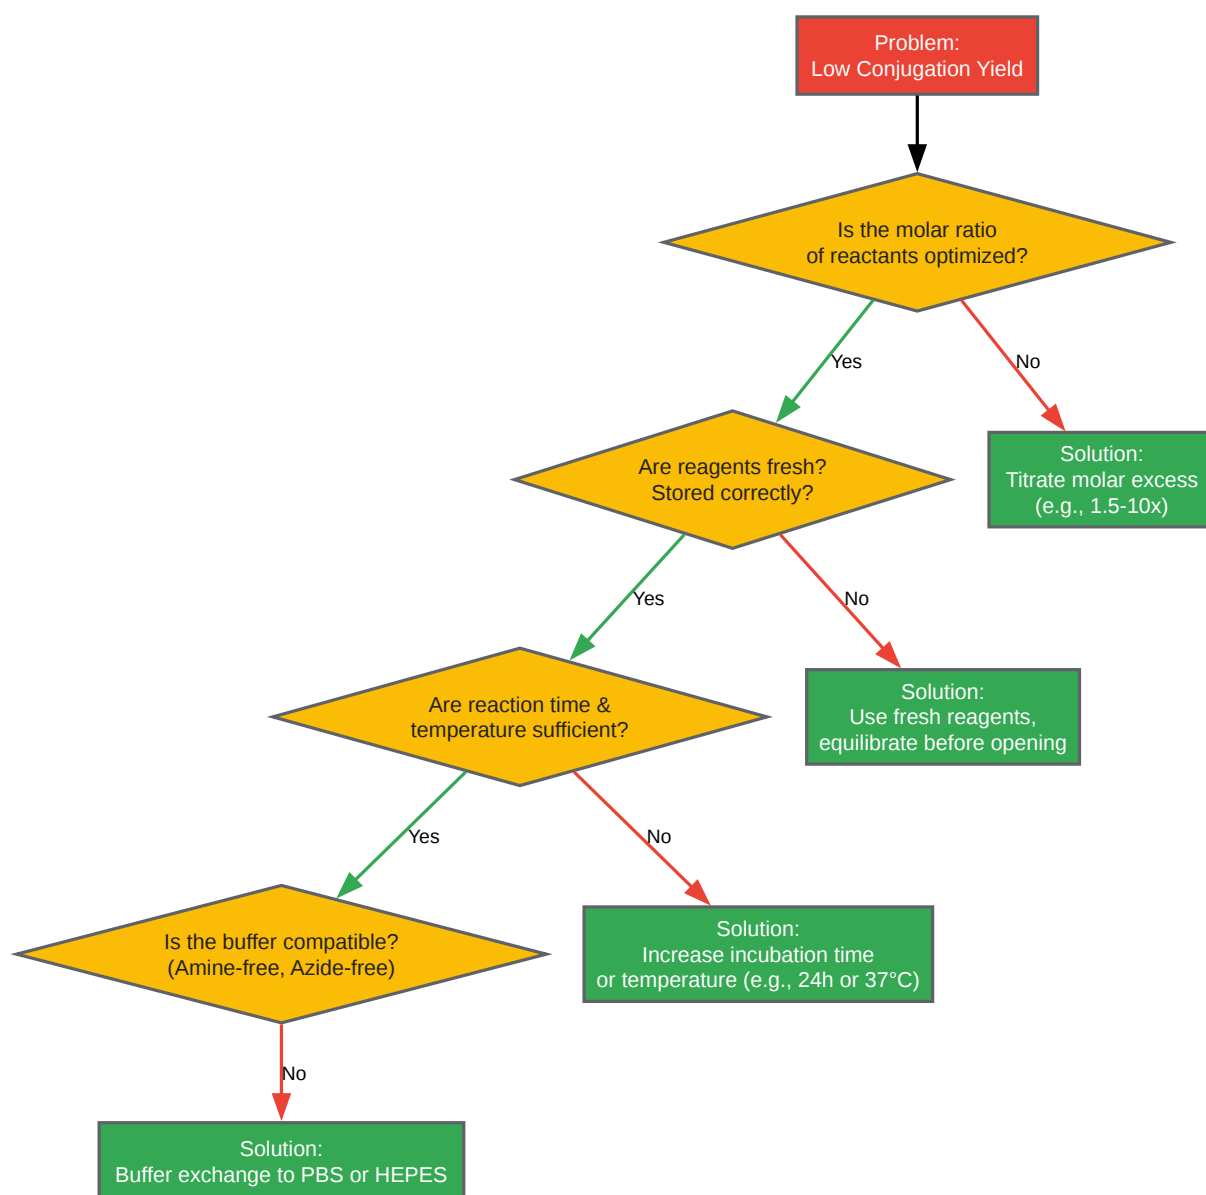 Problem:
Low Conjugation Yield
Is the molar ratio
of reactants optimized?
Yes
No
Are reagents fresh?
Stored correctly?
Solution:
Titrate molar excess
(e.g., 1.5-10x)
Yes
No
Are reaction time &
temperature sufficient?
Solution:
Use fresh reagents,
equilibrate before opening
Yes
No
Is the buffer compatible?
(Amine-free, Azide-free)
Solution:
Increase incubation time
or temperature (e.g., 24h or 37°C)
No
Solution:
Buffer exchange to PBS or HEPES